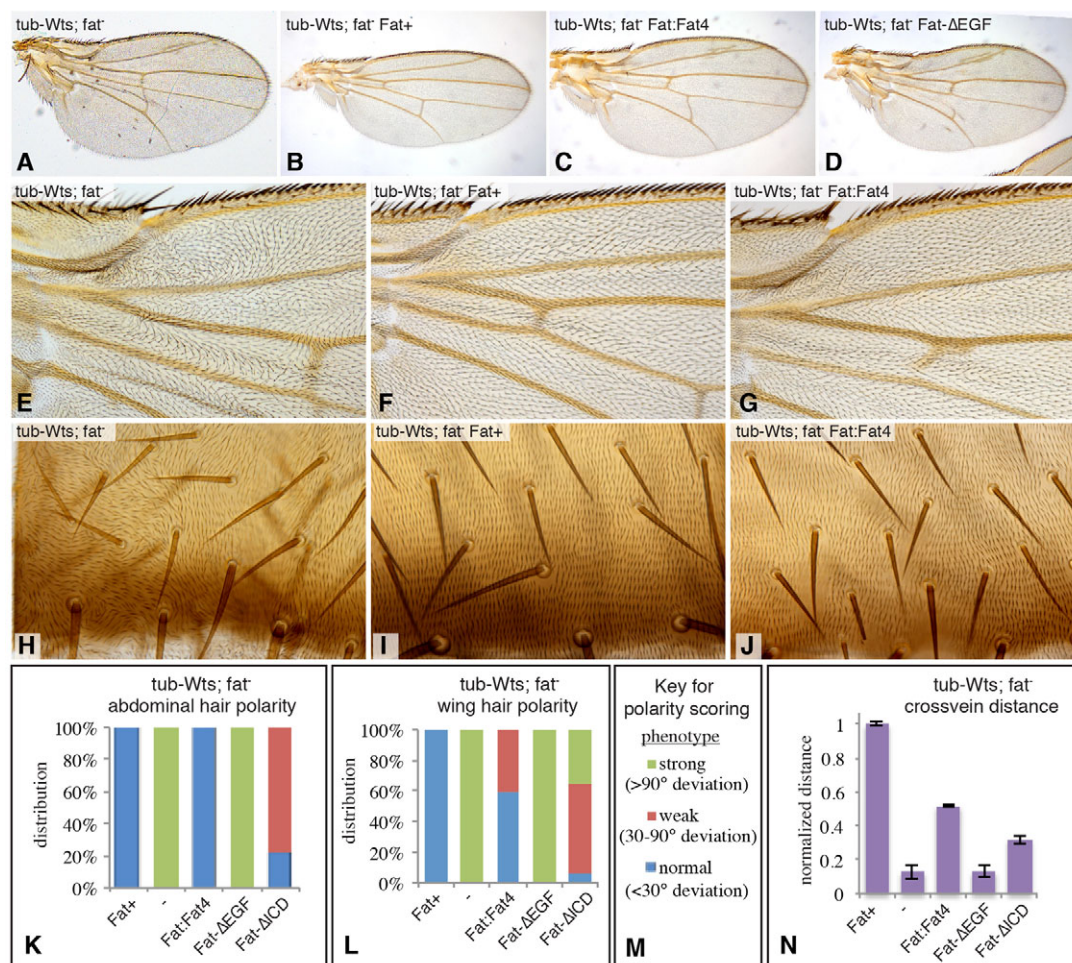 tub-Wts; fat⁻
tub-Wts; fat⁻ Fat+
tub-Wts; fat⁻ Fat:Fat4
tub-Wts; fat⁻ Fat-ΔEGF
A
B
C
D
tub-Wts; fat⁻
tub-Wts; fat⁻ Fat+
tub-Wts; fat⁻ Fat:Fat4
E
F
G
tub-Wts; fat⁻
tub-Wts; fat⁻ Fat+
tub-Wts; fat⁻ Fat:Fat4
H
I
J
tub-Wts; fat⁻
abdominal hair polarity
100%
80%
60%
40%
20%
0%
distribution
Fat+
-
Fat:Fat4
Fat-ΔEGF
Fat-ΔICD
K
tub-Wts; fat⁻
wing hair polarity
100%
80%
60%
40%
20%
0%
distribution
Fat+
-
Fat:Fat4
Fat-ΔEGF
Fat-ΔICD
L
Key for
polarity scoring
phenotype
strong
(>90° deviation)
weak
(30-90° deviation)
normal
(<30° deviation)
M
tub-Wts; fat⁻
crossvein distance
1
0.8
0.6
0.4
0.2
0
normalized distance
Fat+
-
Fat:Fat4
Fat-ΔEGF
Fat-ΔICD
N